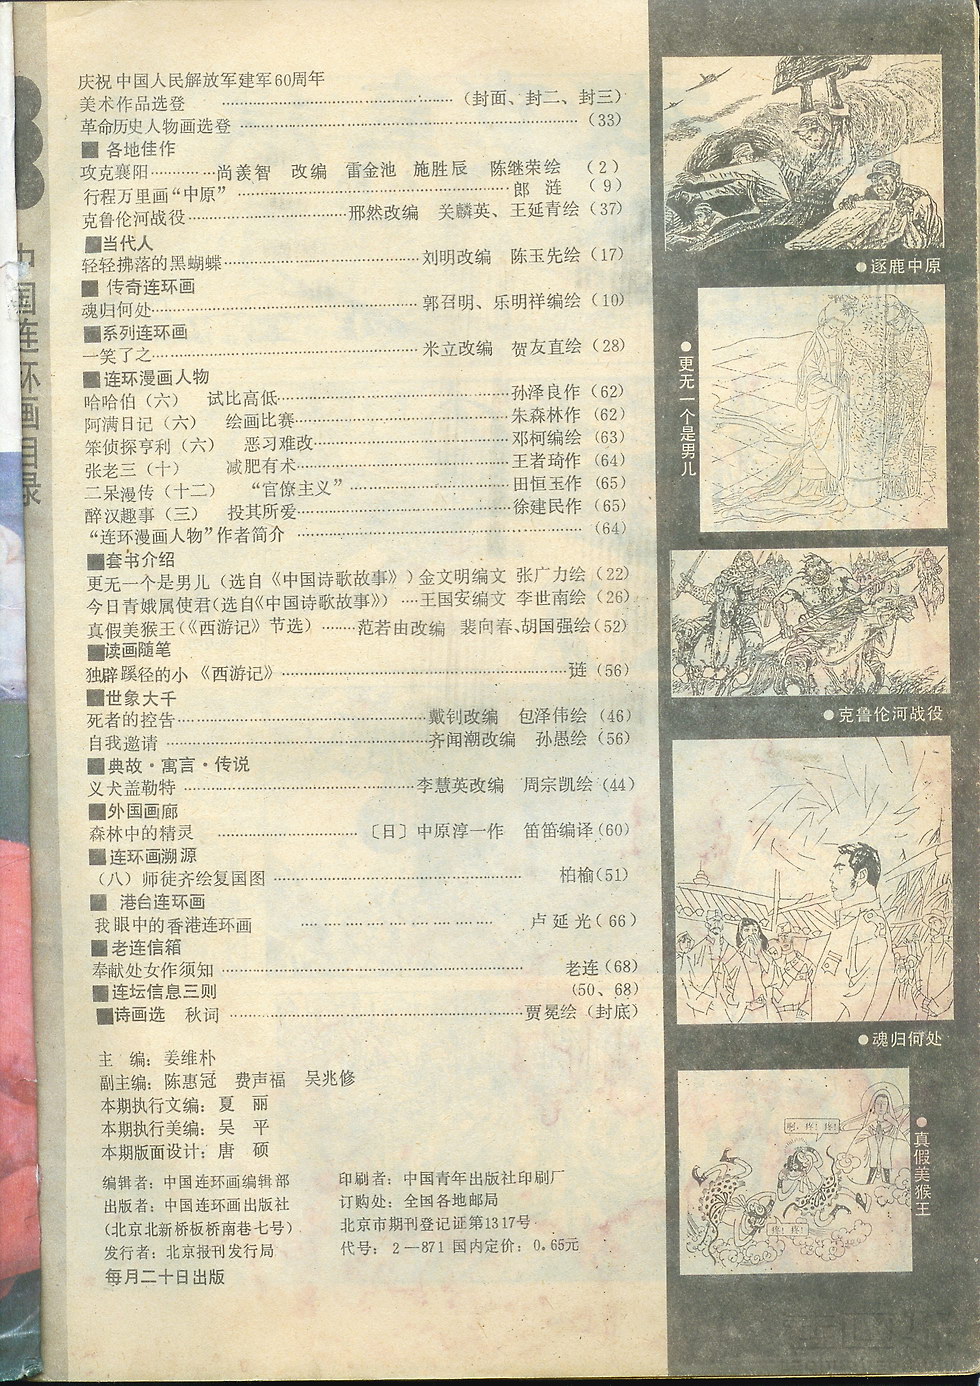 中国连环画目录
庆祝中国人民解放军建军60周年
美术作品选登 ……………………………… (封面、封二、封三)
革命历史人物画选登 ……………………………… (33)
■ 各地佳作
攻克襄阳…………尚羡智 改编 雷金池 施胜辰 陈继荣绘 (2)
行程万里画“中原” ……………………………… 郎 涟 (9)
克鲁伦河战役………………邢然改编 关麟英、王延青绘 (37)
■当代人
轻轻拂落的黑蝴蝶………………刘明改编 陈玉先绘 (17)
■ 传奇连环画
魂归何处………………………郭召明、乐明祥编绘 (10)
■系列连环画
一笑了之………………………米立改编 贺友直绘 (28)
■连环漫画人物
哈哈伯(六) 试比高低………………………孙泽良作 (62)
阿满日记(六) 绘画比赛………………………朱森林作 (62)
笨侦探亨利(六) 恶习难改………………………邓柯编绘 (63)
张老三(十) 减肥有术………………………王者琦作 (64)
二呆漫传(十二) “官僚主义”………………………田恒玉作 (65)
醉汉趣事(三) 投其所爱………………………徐建民作 (65)
“连环漫画人物”作者简介 ……………………………… (64)
■套书介绍
更无一个是男儿(选自《中国诗歌故事》)金文明编文 张广力绘 (22)
今日青娥属使君(选自《中国诗歌故事》) ……王国安编文 李世南绘 (26)
真假美猴王(《西游记》节选)………范若由改编 裴向春、胡国强绘(52)
■读画随笔
独辟蹊径的小《西游记》………………………………琏 (56)
■世象大千
死者的控告………………………戴钊改编 包泽伟绘 (46)
自我邀请………………………齐闻潮改编 孙愚绘 (56)
■典故·寓言·传说
义犬盖勒特………………………李慧英改编 周宗凯绘 (44)
■外国画廊
森林中的精灵 ………………〔日〕中原淳一作 笛笛编译(60)
■连环画溯源
(八)师徒齐绘复国图 ……………………………… 柏榆(51)
■ 港台连环画
我眼中的香港连环画 ……………………… 卢延光(66)
■老连信箱
奉献处女作须知 ……………………………… 老连(68)
■连坛信息三则 (50、68)
■诗画选 秋词 ………………………………贾冕绘 (封底)
主 编：姜维朴
副主编：陈惠冠 费声福 吴兆修
本期执行文编：夏 丽
本期执行美编：吴 平
本期版面设计：唐 硕
编辑者：中国连环画编辑部
出版者：中国连环画出版社
(北京北新桥板桥南巷七号)
发行者：北京报刊发行局
每月二十日出版
印刷者：中国青年出版社印刷厂
订购处：全国各地邮局
北京市期刊登记证第1317号
代号：2—871 国内定价：0.65元
●逐鹿中原
●更无一个是男儿
●克鲁伦河战役
●魂归何处
●真假美猴王